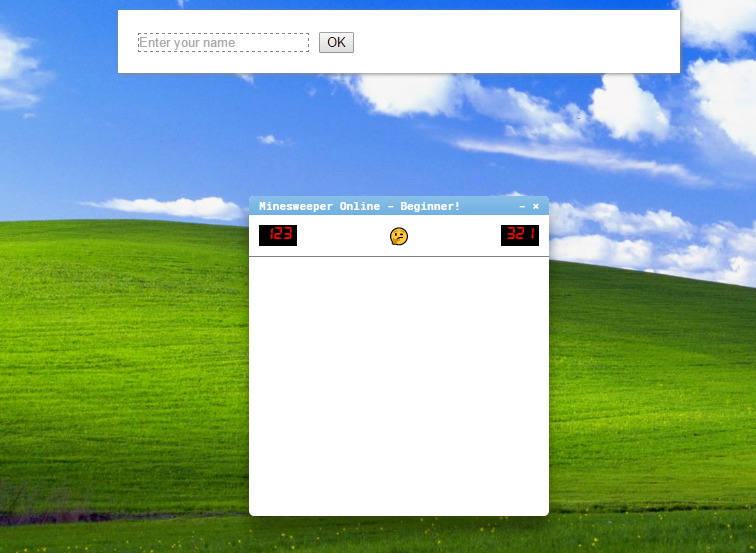 Enter your name OK
Minesweeper Online - Beginner! - ×
123 321